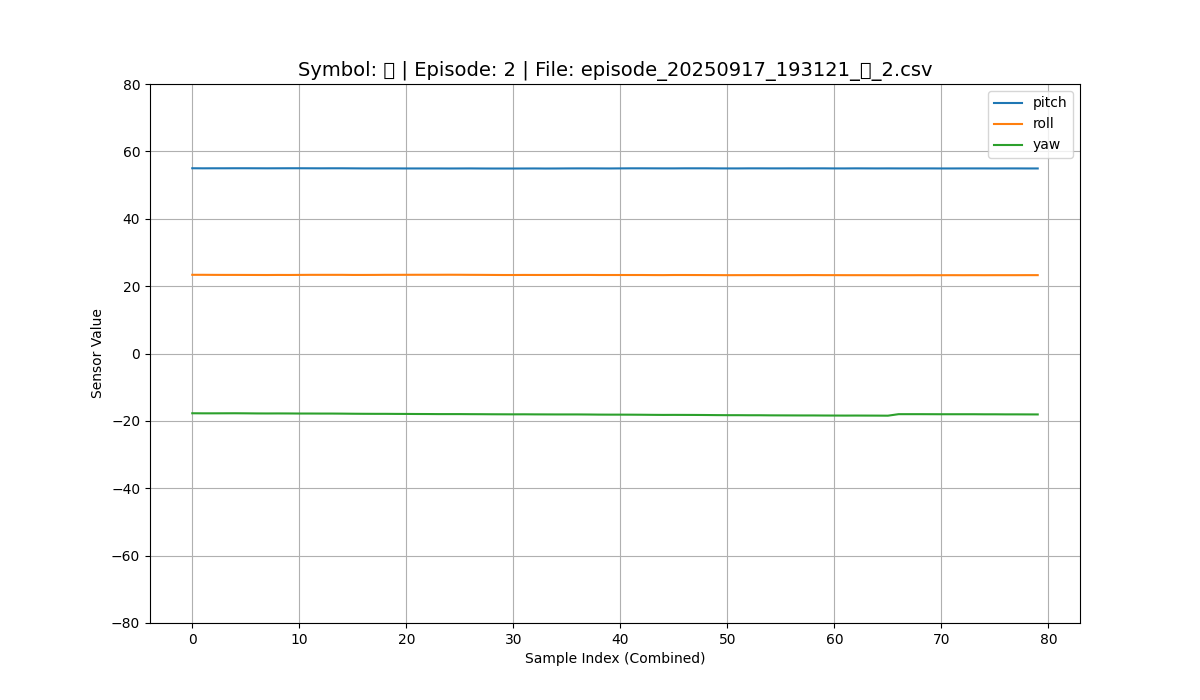 Symbol: | Episode: 2 | File: episode_20250917_193121_ _2.csv
80
60
40
20
0
−20
−40
−60
−80
Sensor Value
pitch
roll
yaw
0 10 20 30 40 50 60 70 80
Sample Index (Combined)